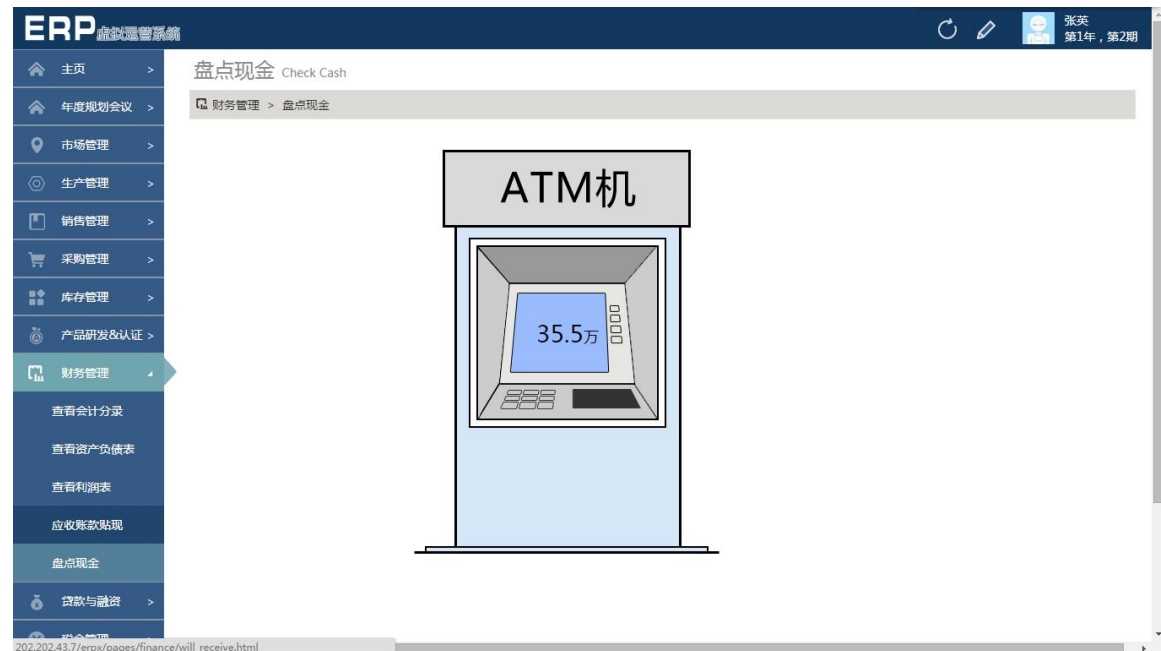 ERP虚拟运营系统
张英
第1年，第2期
主页 >
年度规划会议 >
市场管理 >
生产管理 >
销售管理 >
采购管理 >
库存管理 >
产品研发&认证 >
财务管理
查看会计分录
查看资产负债表
查看利润表
应收账款贴现
盘点现金
贷款与融资 >
盘点现金 Check Cash
财务管理 > 盘点现金
ATM机
35.5万
202.202.43.7/erpx/pages/finance/will_receive.html